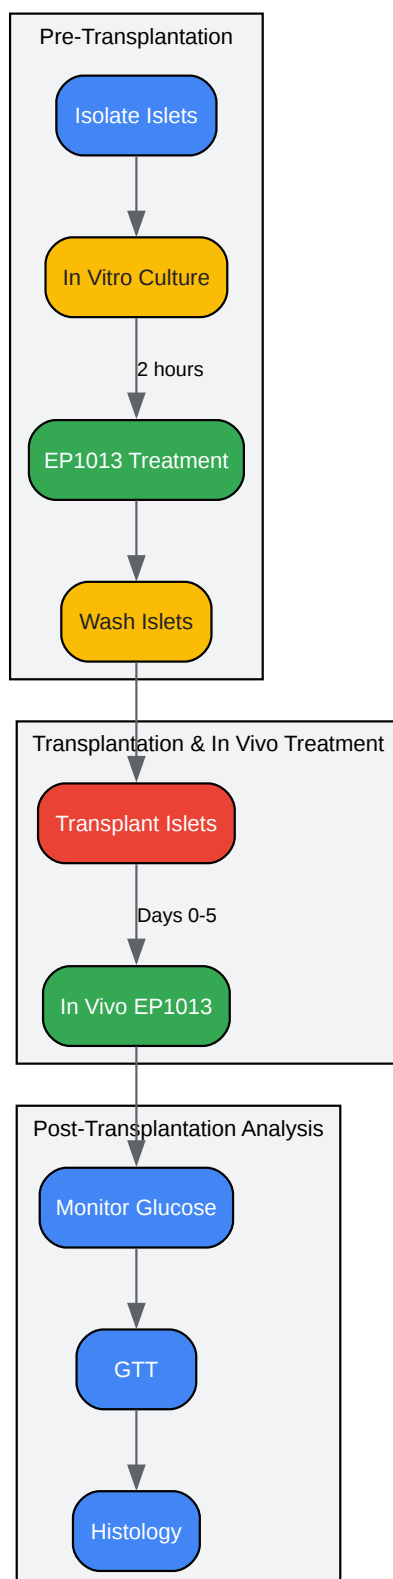 Pre-Transplantation
Isolate Islets
In Vitro Culture
2 hours
EP1013 Treatment
Wash Islets
Transplantation & In Vivo Treatment
Transplant Islets
Days 0-5
In Vivo EP1013
Post-Transplantation Analysis
Monitor Glucose
GTT
Histology